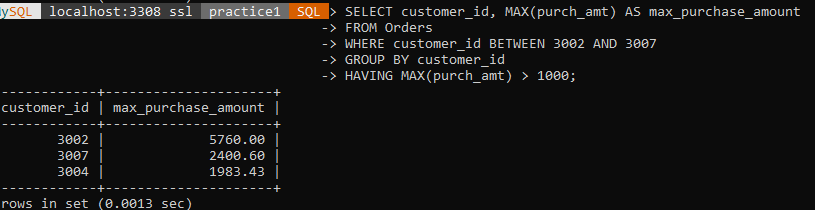 MySQL localhost:3308 ssl practice1 SQL > SELECT customer_id, MAX(purch_amt) AS max_purchase_amount
-> FROM Orders
-> WHERE customer_id BETWEEN 3002 AND 3007
-> GROUP BY customer_id
-> HAVING MAX(purch_amt) > 1000;
------------+---------------------+
customer_id | max_purchase_amount |
------------+---------------------+
3002 | 5760.00 |
3007 | 2400.60 |
3004 | 1983.43 |
------------+---------------------+
rows in set (0.0013 sec)